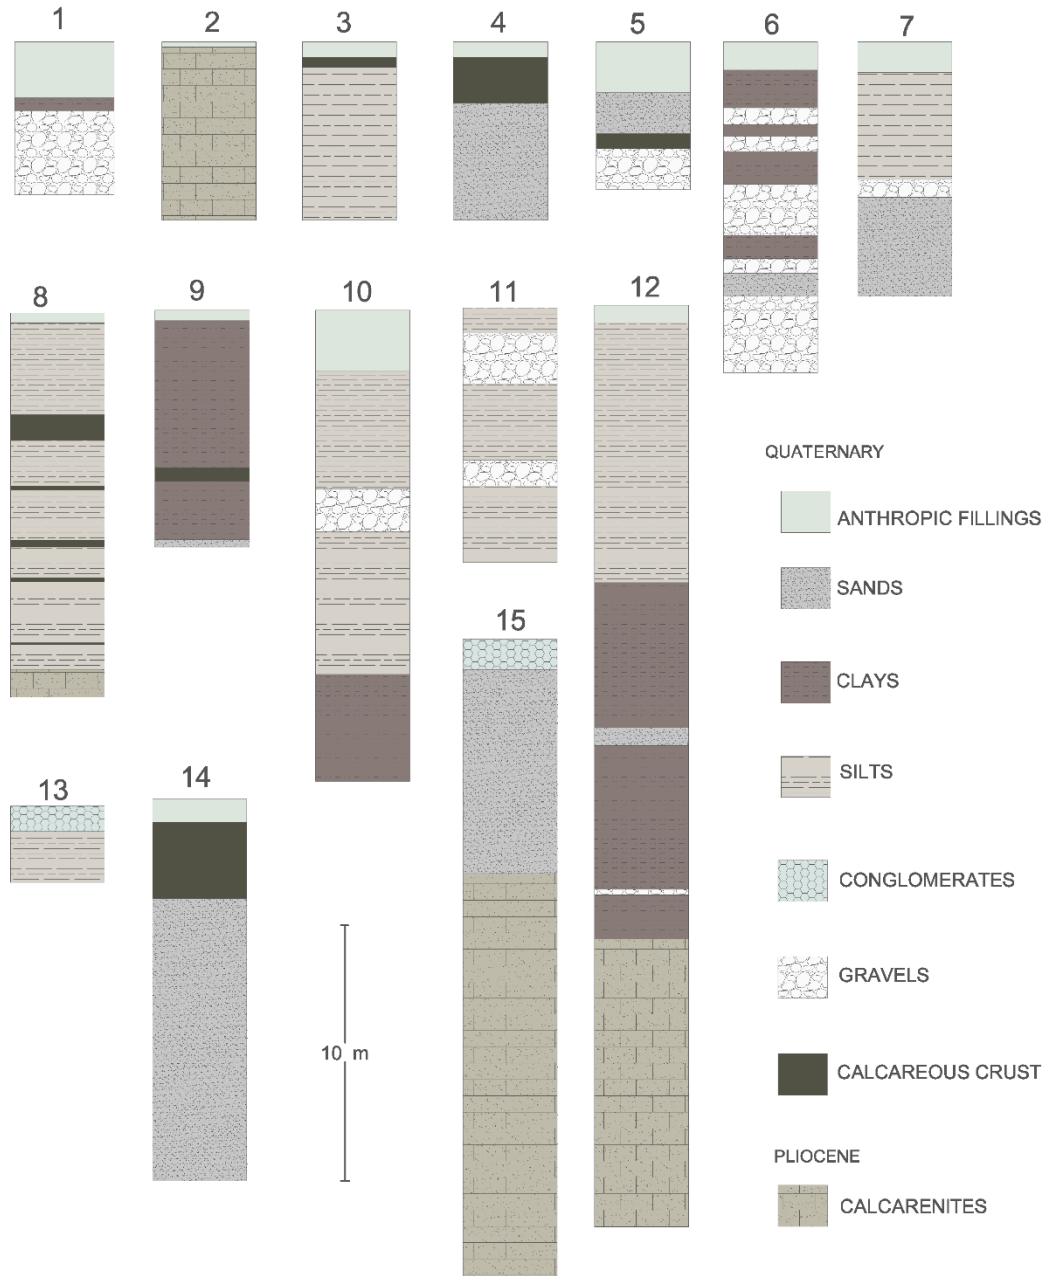 1
2
3
4
5
6
7
8
9
10
11
12
QUATERNARY
ANTHROPIC FILLINGS
SANDS
15
CLAYS
13
14
SILTS
CONGLOMERATES
GRAVELS
10 m
CALCAREOUS CRUST
PLIOCENE
CALCARENITES